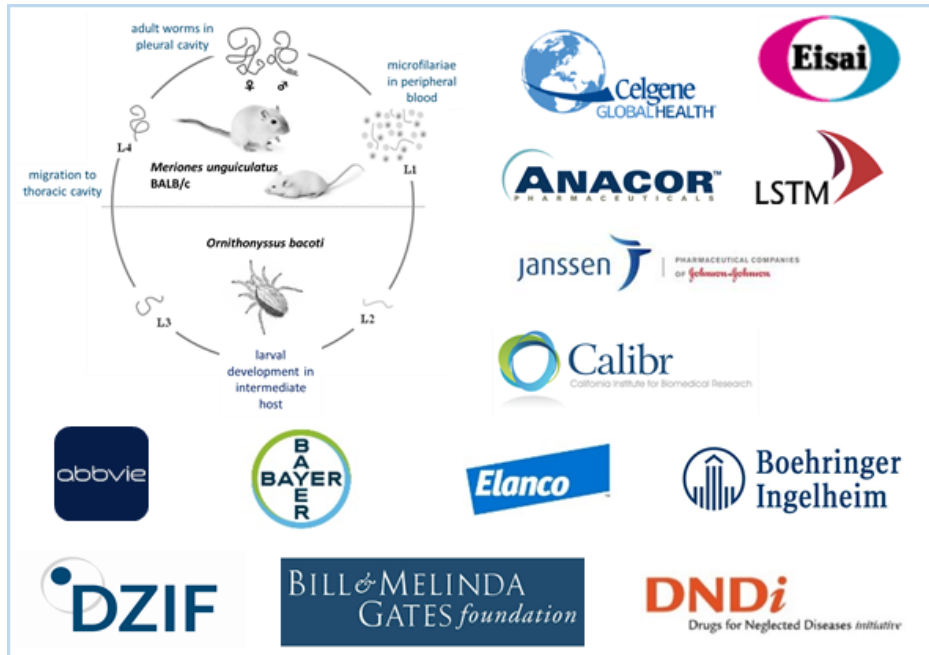 adult worms in
pleural cavity
♀ ♂
microfilariae
in peripheral
blood
L4
L1
Meriones unguiculatus
BALB/c
migration to
thoracic cavity
Ornithonyssus bacoti
L3
L2
larval
development in
intermediate
host
Celgene
GLOBAL HEALTH
Eisai
ANACOR™
PHARMACEUTICALS
LSTM
janssen
PHARMACEUTICAL COMPANIES
OF Johnson & Johnson
Calibr
California Institute for Biomedical Research
abbvie
BAYER
BAYER
Elanco™
Boehringer
Ingelheim
DZIF
BILL & MELINDA
GATES foundation
DNDi
Drugs for Neglected Diseases initiative